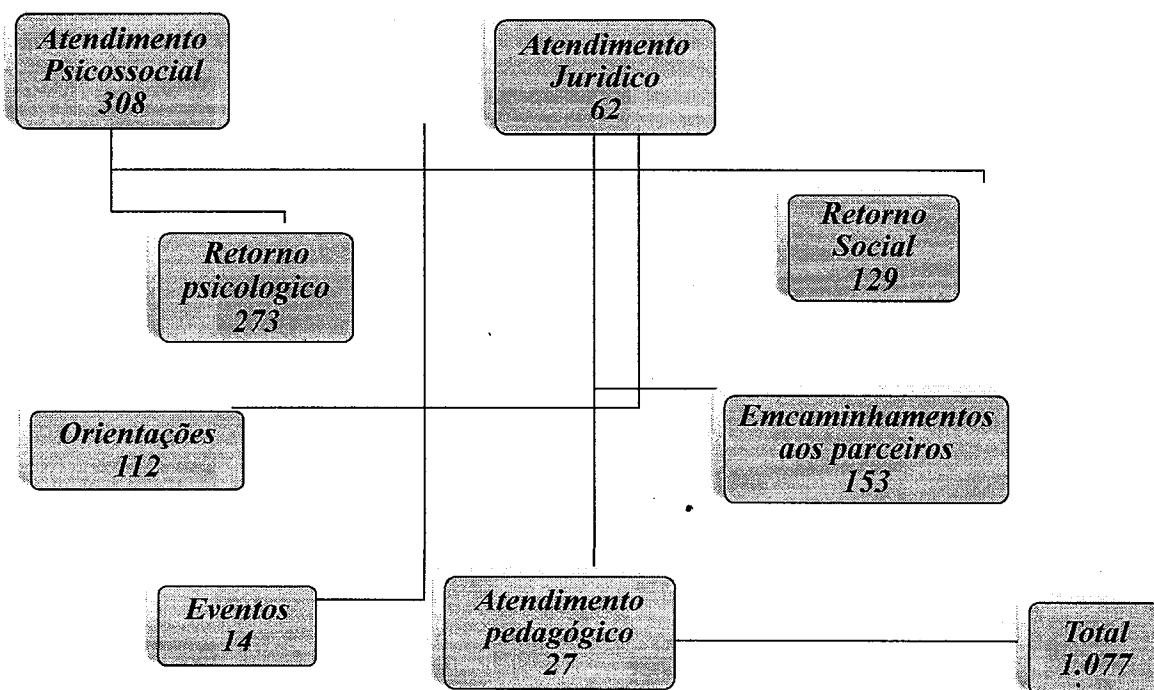 Atendimento
Psicossocial
308
Atendimento
Juridico
62
Retorno
psicologico
273
Retorno
Social
129
Orientações
112
Emcaminhamentos
aos parceiros
153
Eventos
14
Atendimento
pedagógico
27
Total
1.077